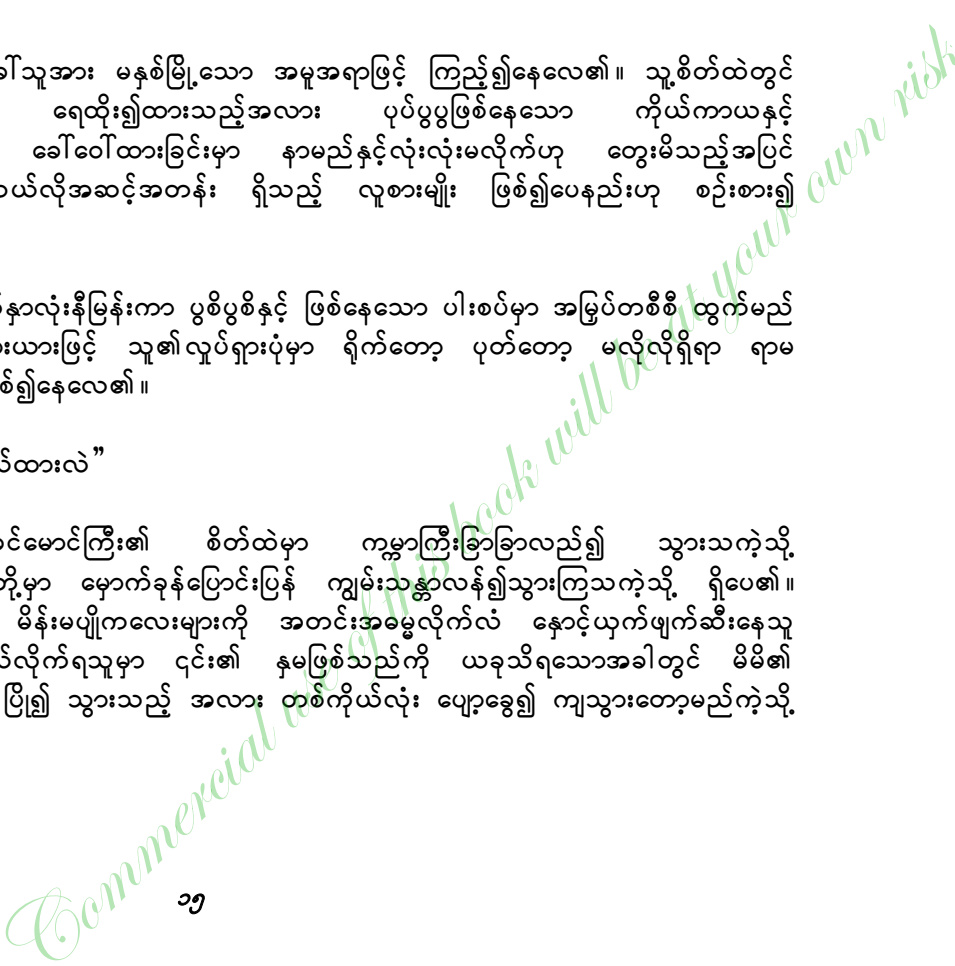 ခေါ်သူအား မနှစ်မြို့သော အမူအရာဖြင့် ကြည့်၍နေလေ၏။ သူ့စိတ်ထဲတွင်
ရေထိုး၍ထားသည့်အလား ပုပ်ပွပွဖြစ်နေသော ကိုယ်ကာယနှင့်
ခေါ်ဝေါ်ထားခြင်းမှာ နာမည်နှင့်လုံးလုံးမလိုက်ဟု တွေးမိသည့်အပြင်
ဘယ်လိုအဆင့်အတန်း ရှိသည့် လူစားမျိုး ဖြစ်၍ပေနည်းဟု စဉ်းစား၍
နှာလုံးနီမြန်းကာ ပွစိပွစိနှင့် ဖြစ်နေသော ပါးစပ်မှာ အမြှပ်တစီစီ ထွက်မည်
ယားဖြင့် သူ၏လှုပ်ရှားပုံမှာ ရိုက်တော့ ပုတ်တော့ မလိုလိုရှိရာ ရာမ
စ်၍နေလေ၏။
ယ်ထားလဲ”
င်မောင်ကြီး၏ စိတ်ထဲမှာ ကမ္ဘာကြီးခြာခြာလည်၍ သွားသကဲ့သို့
တို့မှာ မှောက်ခုန်ပြောင်းပြန် ကျွမ်းသန္တာလန်၍သွားကြသကဲ့သို့ ရှိပေ၏။
မိန်းမပျိုကလေးများကို အတင်းအဓမ္မလိုက်လံ နှောင့်ယှက်ဖျက်ဆီးနေသူ
ယ်လိုက်ရသူမှာ ၎င်း၏ နှမဖြစ်သည်ကို ယခုသိရသောအခါတွင် မိမိ၏
ပြို၍ သွားသည့် အလား တစ်ကိုယ်လုံး ပျော့ခွေ၍ ကျသွားတော့မည်ကဲ့သို့
၁၅
Commercial use of this book will be at your own risk